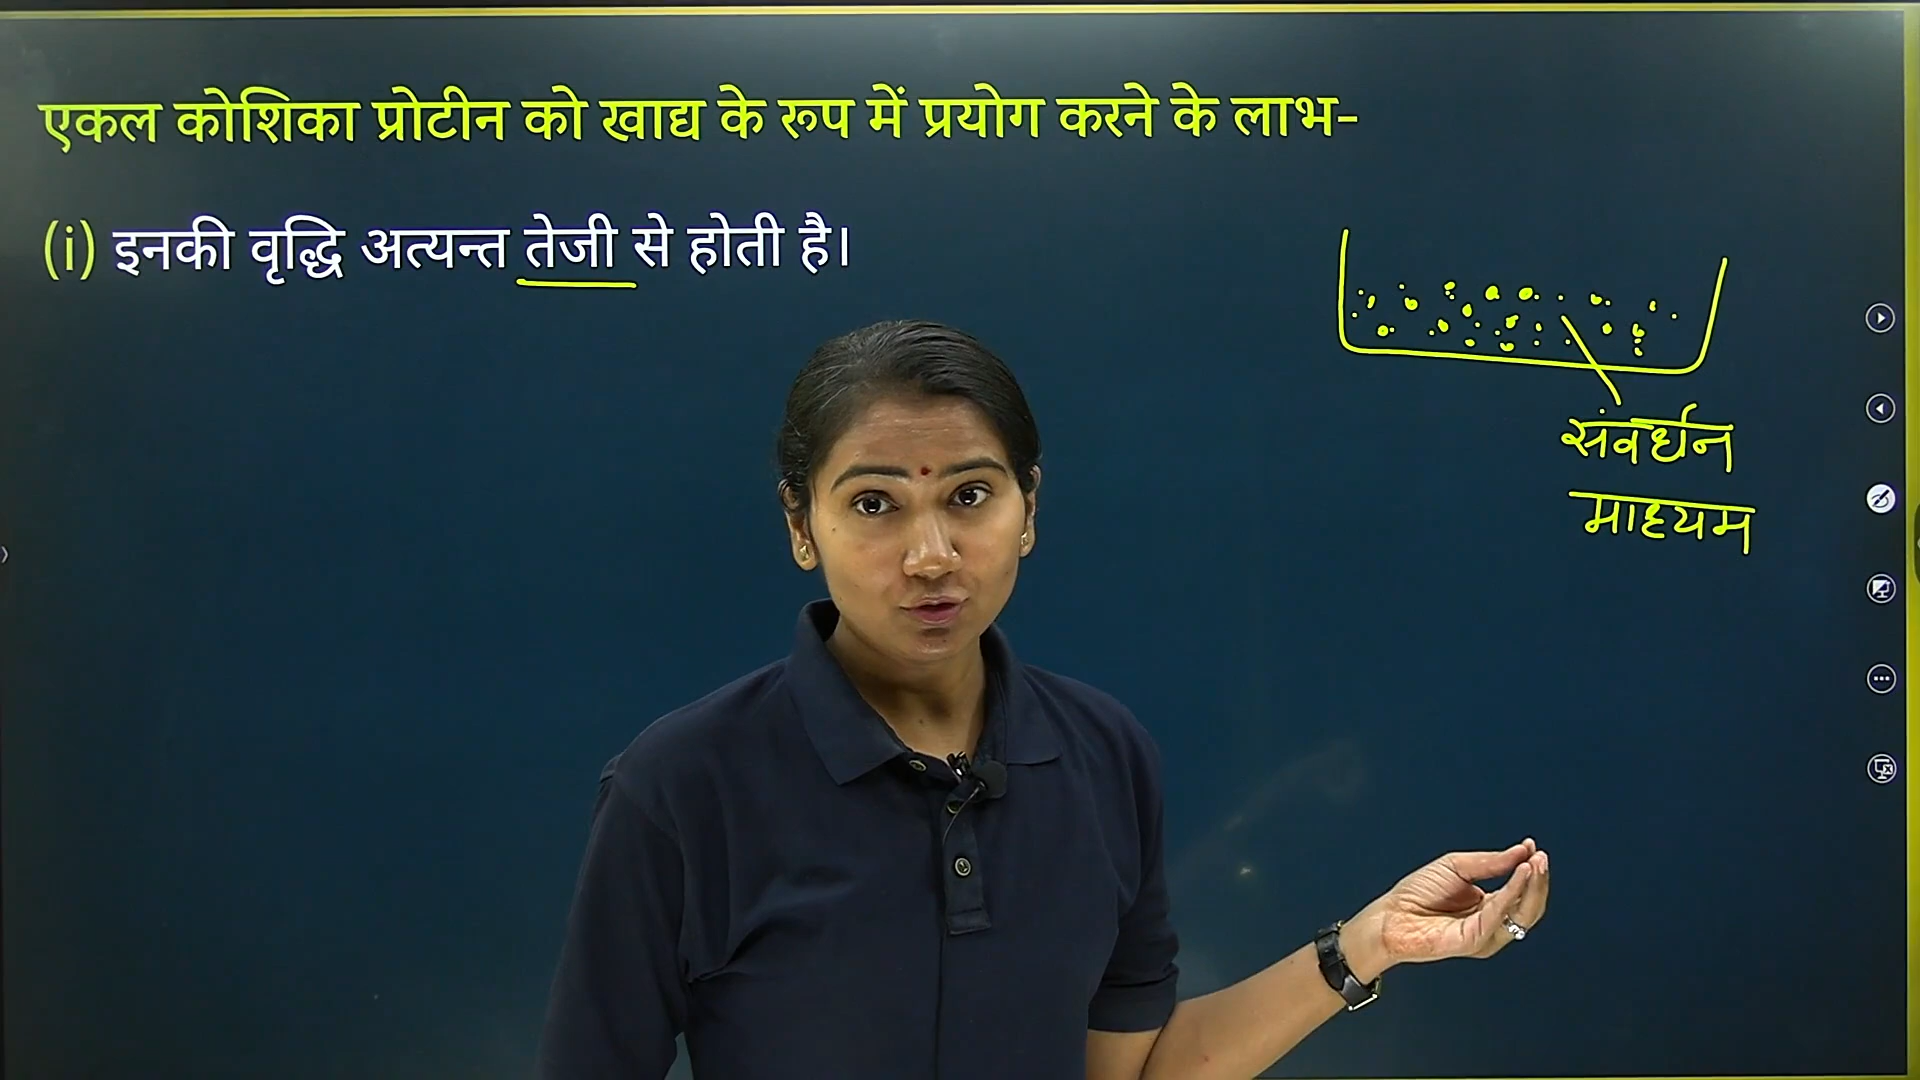 एकल कोशिका प्रोटीन को खाद्य के रूप में प्रयोग करने के लाभ-
(i) इनकी वृद्धि अत्यन्त तेजी से होती है।
संवर्धन
माध्यम